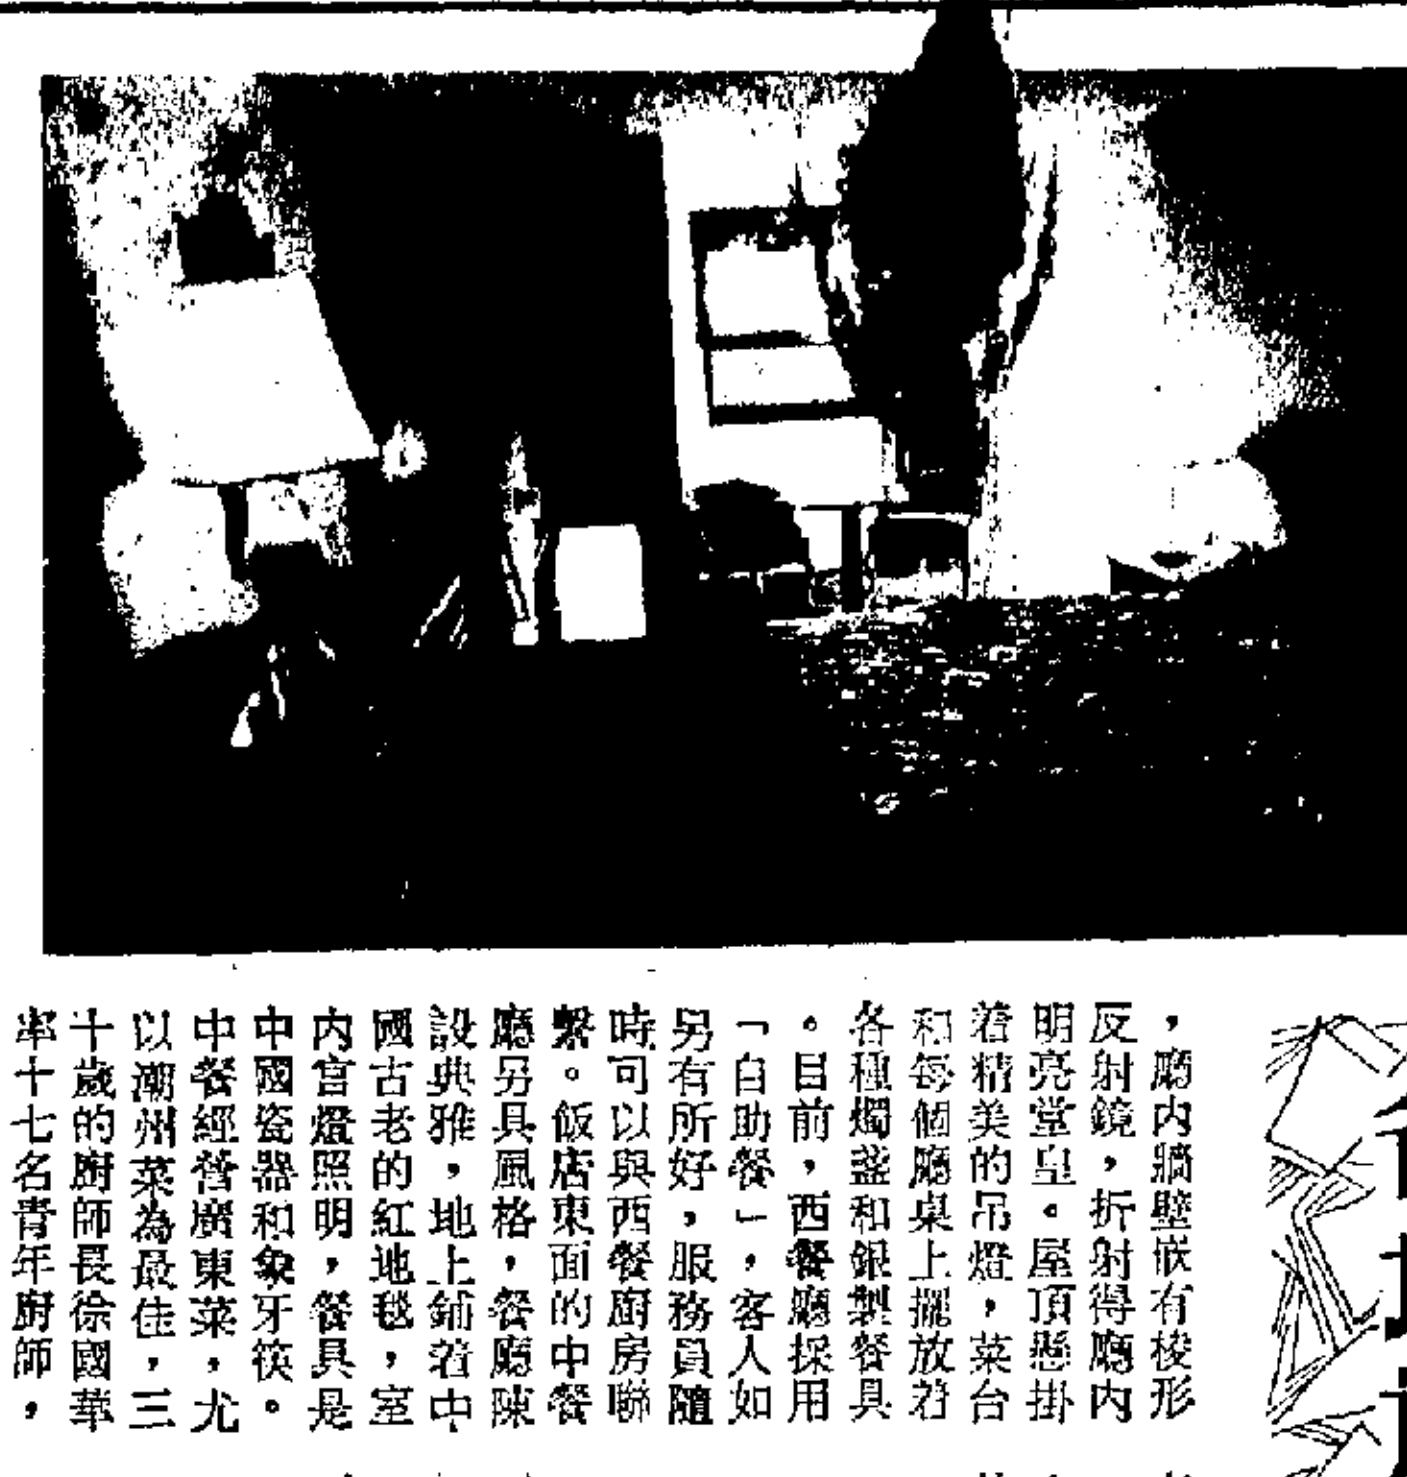 ，廳内牆壁嵌有梭形
反射鏡，折射得廳内
明亮堂皇。屋頂懸掛
着精美的吊燈，菜台
和每個廳桌上擺放着
各種燭盞和銀製餐具
。目前，西餐廳採用
「自助餐」，客人如
另有所好，服務員隨
時可以與西餐廚房聯
繫。飯店東面的中餐
廳另具風格，餐廳陳
設典雅，地上鋪着中
國古老的紅地毯，室
内宫燈照明，餐具是
中國瓷器和象牙筷。
中餐經營廣東菜，尤
以潮州菜為最佳，三
十歲的廚師長徐國華
率十七名青年廚師，